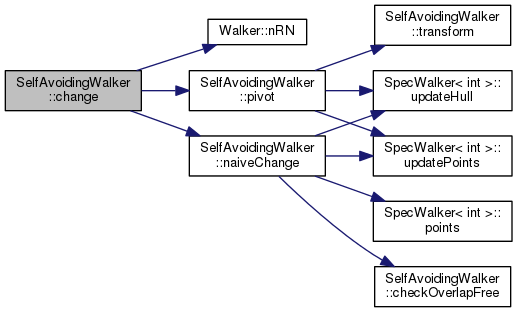 SelfAvoidingWalker
::change
Walker::nRN
SelfAvoidingWalker
::pivot
SelfAvoidingWalker
::naiveChange
SelfAvoidingWalker
::transform
SpecWalker< int >::
updateHull
SpecWalker< int >::
updatePoints
SpecWalker< int >::
points
SelfAvoidingWalker
::checkOverlapFree